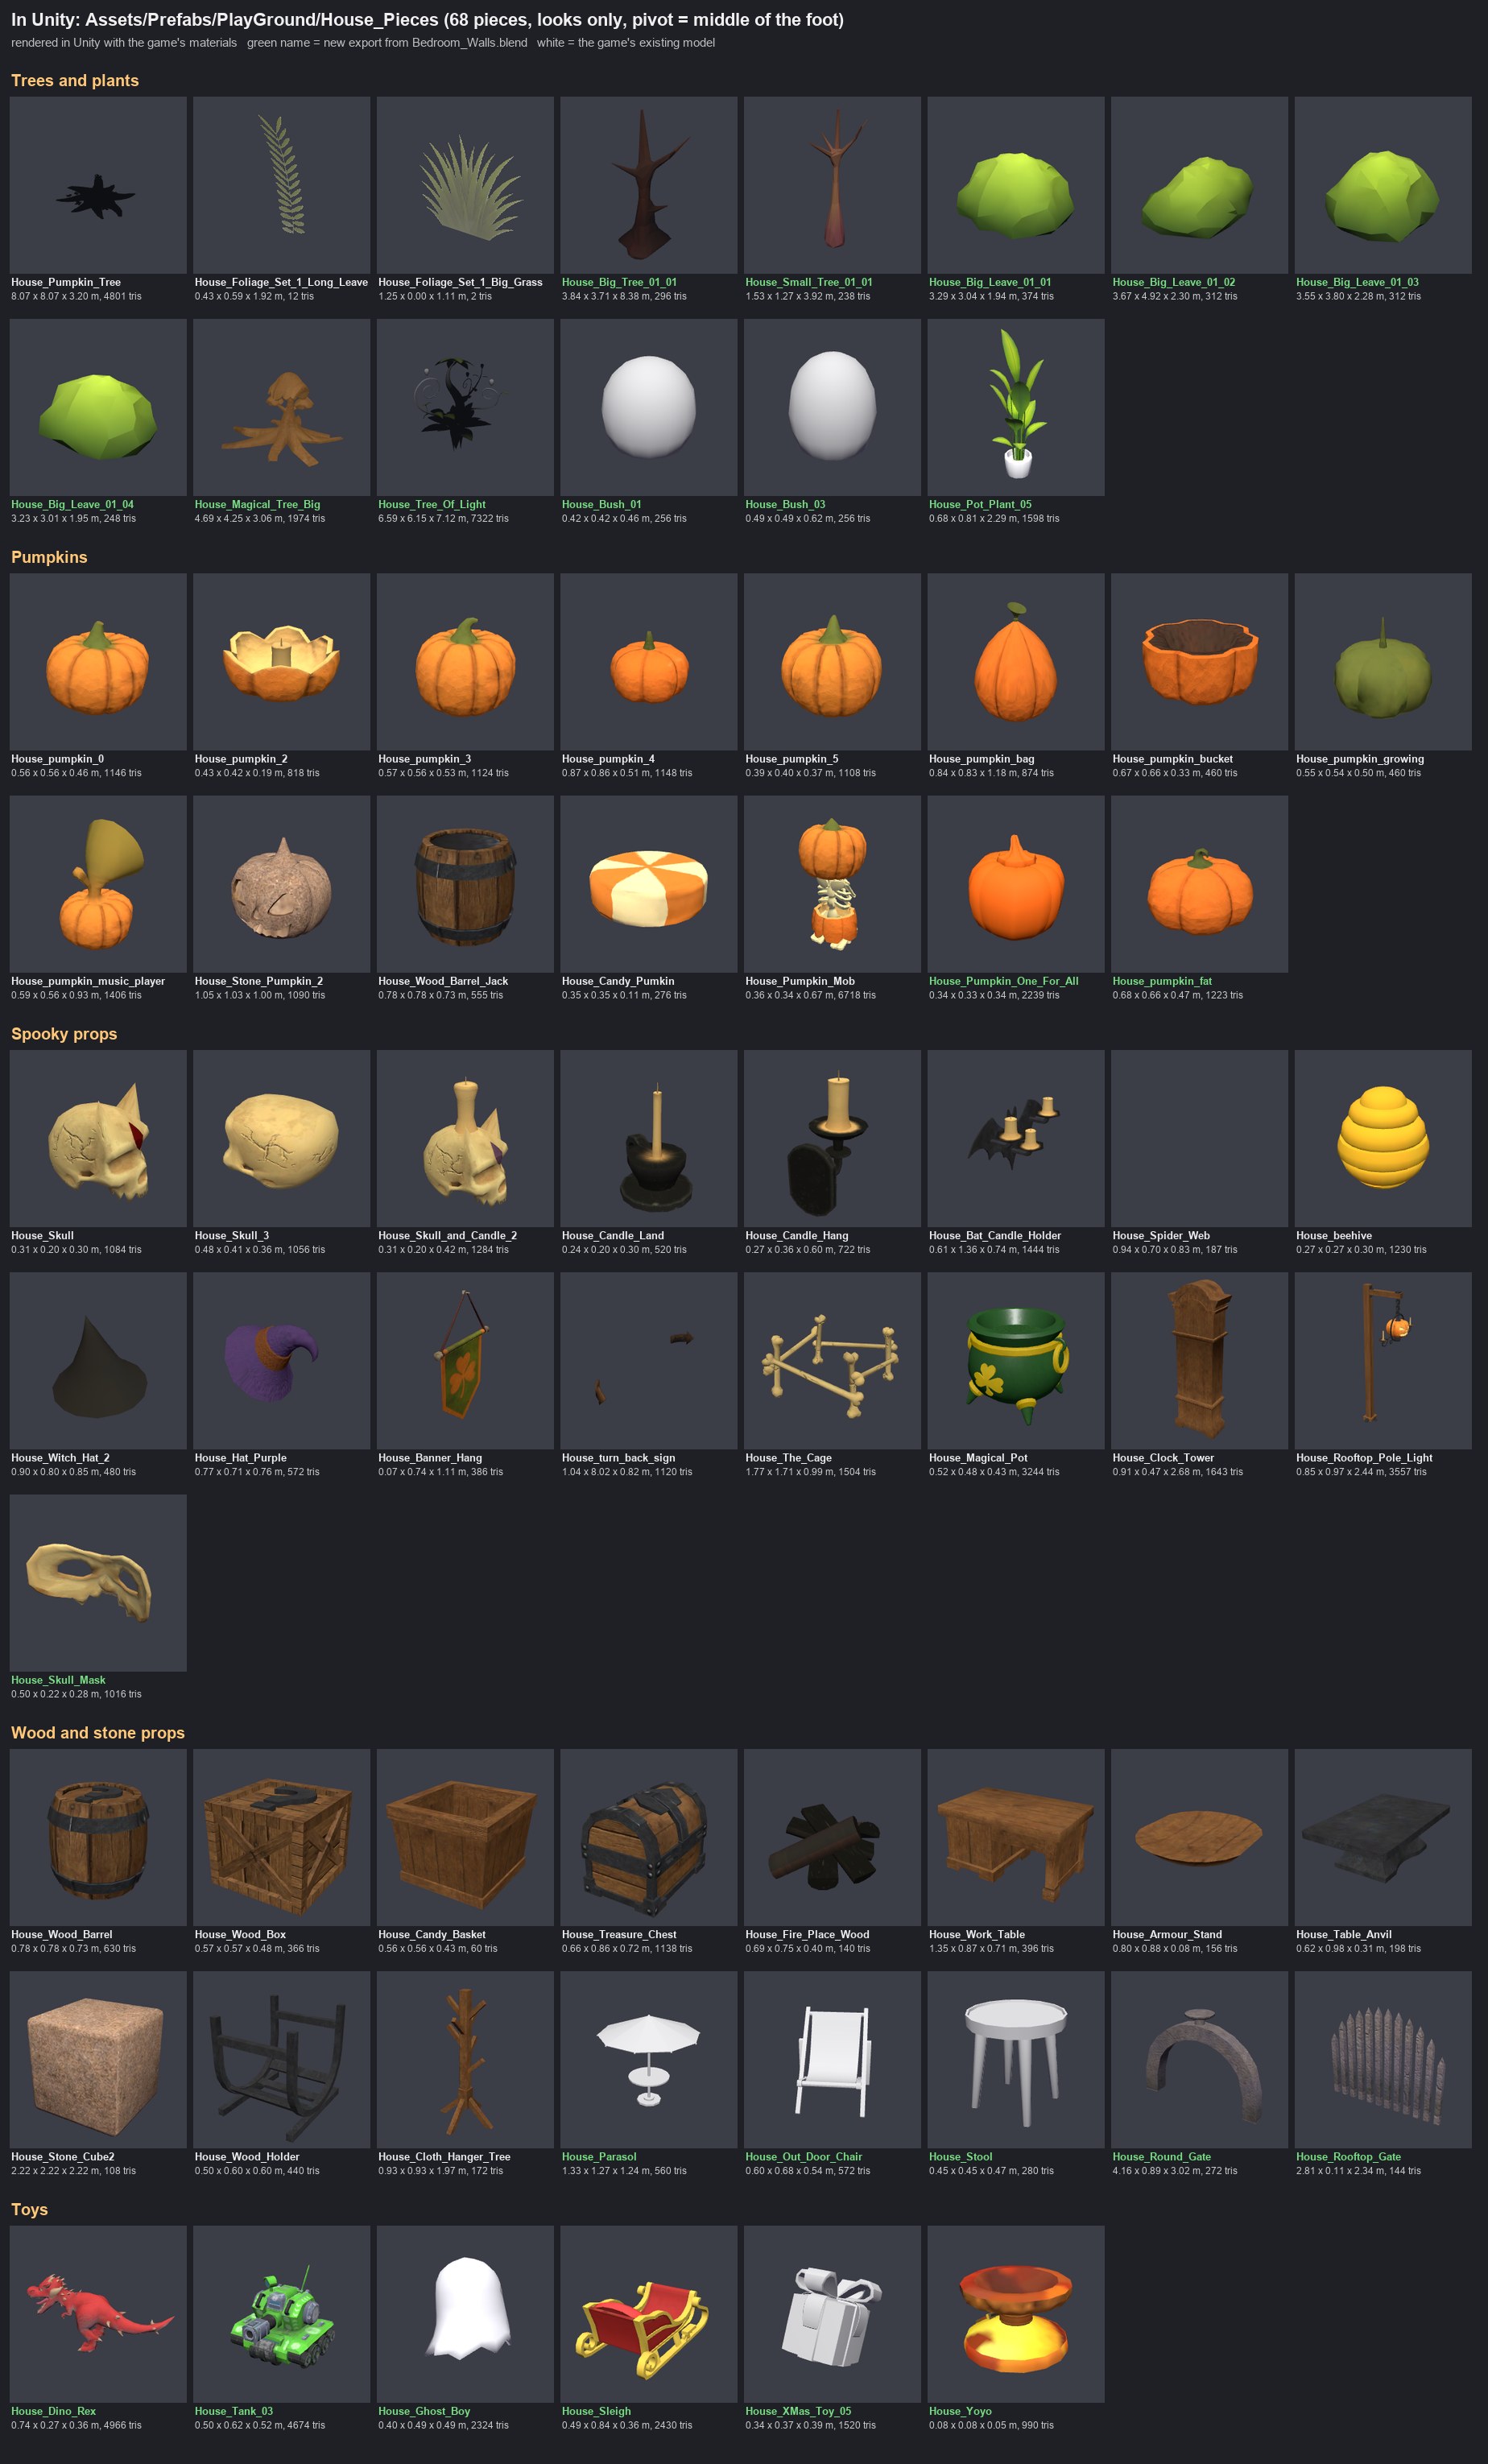 In Unity: Assets/Prefabs/PlayGround/House_Pieces (68 pieces, looks only, pivot = middle of the foot)
rendered in Unity with the game's materials green name = new export from Bedroom_Walls.blend white = the game's existing model
Trees and plants
House_Pumpkin_Tree House_Foliage_Set_1_Long_Leave House_Foliage_Set_1_Big_Grass House_Big_Tree_01_01 House_Small_Tree_01_01 House_Big_Leave_01_01 House_Big_Leave_01_02 House_Big_Leave_01_03
8.07 x 8.07 x 3.20 m, 4801 tris 0.43 x 0.59 x 1.92 m, 12 tris 1.25 x 0.00 x 1.11 m, 2 tris 3.84 x 3.71 x 8.38 m, 296 tris 1.53 x 1.27 x 3.92 m, 238 tris 3.29 x 3.04 x 1.94 m, 374 tris 3.67 x 4.92 x 2.30 m, 312 tris 3.55 x 3.80 x 2.28 m, 312 tris
House_Big_Leave_01_04 House_Magical_Tree_Big House_Tree_Of_Light House_Bush_01 House_Bush_03 House_Pot_Plant_05
3.23 x 3.01 x 1.95 m, 248 tris 4.69 x 4.25 x 3.06 m, 1974 tris 6.59 x 6.15 x 7.12 m, 7322 tris 0.42 x 0.42 x 0.46 m, 256 tris 0.49 x 0.49 x 0.62 m, 256 tris 0.68 x 0.81 x 2.29 m, 1598 tris
Pumpkins
House_pumpkin_0 House_pumpkin_2 House_pumpkin_3 House_pumpkin_4 House_pumpkin_5 House_pumpkin_bag House_pumpkin_bucket House_pumpkin_growing
0.56 x 0.56 x 0.46 m, 1146 tris 0.43 x 0.42 x 0.19 m, 818 tris 0.57 x 0.56 x 0.53 m, 1124 tris 0.87 x 0.86 x 0.51 m, 1148 tris 0.39 x 0.40 x 0.37 m, 1108 tris 0.84 x 0.83 x 1.18 m, 874 tris 0.67 x 0.66 x 0.33 m, 460 tris 0.55 x 0.54 x 0.50 m, 460 tris
House_pumpkin_music_player House_Stone_Pumpkin_2 House_Wood_Barrel_Jack House_Candy_Pumkin House_Pumpkin_Mob House_Pumpkin_One_For_All House_pumpkin_fat
0.59 x 0.56 x 0.93 m, 1406 tris 1.05 x 1.03 x 1.00 m, 1090 tris 0.78 x 0.78 x 0.73 m, 555 tris 0.35 x 0.35 x 0.11 m, 276 tris 0.36 x 0.34 x 0.67 m, 6718 tris 0.34 x 0.33 x 0.34 m, 2239 tris 0.68 x 0.66 x 0.47 m, 1223 tris
Spooky props
House_Skull House_Skull_3 House_Skull_and_Candle_2 House_Candle_Land House_Candle_Hang House_Bat_Candle_Holder House_Spider_Web House_beehive
0.31 x 0.20 x 0.30 m, 1084 tris 0.48 x 0.41 x 0.36 m, 1056 tris 0.31 x 0.20 x 0.42 m, 1284 tris 0.24 x 0.20 x 0.30 m, 520 tris 0.27 x 0.36 x 0.60 m, 722 tris 0.61 x 1.36 x 0.74 m, 1444 tris 0.94 x 0.70 x 0.83 m, 187 tris 0.27 x 0.27 x 0.30 m, 1230 tris
House_Witch_Hat_2 House_Hat_Purple House_Banner_Hang House_turn_back_sign House_The_Cage House_Magical_Pot House_Clock_Tower House_Rooftop_Pole_Light
0.90 x 0.80 x 0.85 m, 480 tris 0.77 x 0.71 x 0.76 m, 572 tris 0.07 x 0.74 x 1.11 m, 386 tris 1.04 x 8.02 x 0.82 m, 1120 tris 1.77 x 1.71 x 0.99 m, 1504 tris 0.52 x 0.48 x 0.43 m, 3244 tris 0.91 x 0.47 x 2.68 m, 1643 tris 0.85 x 0.97 x 2.44 m, 3557 tris
House_Skull_Mask
0.50 x 0.22 x 0.28 m, 1016 tris
Wood and stone props
House_Wood_Barrel House_Wood_Box House_Candy_Basket House_Treasure_Chest House_Fire_Place_Wood House_Work_Table House_Armour_Stand House_Table_Anvil
0.78 x 0.78 x 0.73 m, 630 tris 0.57 x 0.57 x 0.48 m, 366 tris 0.56 x 0.56 x 0.43 m, 60 tris 0.66 x 0.86 x 0.72 m, 1138 tris 0.69 x 0.75 x 0.40 m, 140 tris 1.35 x 0.87 x 0.71 m, 396 tris 0.80 x 0.88 x 0.08 m, 156 tris 0.62 x 0.98 x 0.31 m, 198 tris
House_Stone_Cube2 House_Wood_Holder House_Cloth_Hanger_Tree House_Parasol House_Out_Door_Chair House_Stool House_Round_Gate House_Rooftop_Gate
2.22 x 2.22 x 2.22 m, 108 tris 0.50 x 0.60 x 0.60 m, 440 tris 0.93 x 0.93 x 1.97 m, 172 tris 1.33 x 1.27 x 1.24 m, 560 tris 0.60 x 0.68 x 0.54 m, 572 tris 0.45 x 0.45 x 0.47 m, 280 tris 4.16 x 0.89 x 3.02 m, 272 tris 2.81 x 0.11 x 2.34 m, 144 tris
Toys
House_Dino_Rex House_Tank_03 House_Ghost_Boy House_Sleigh House_XMas_Toy_05 House_Yoyo
0.74 x 0.27 x 0.36 m, 4966 tris 0.50 x 0.62 x 0.52 m, 4674 tris 0.40 x 0.49 x 0.49 m, 2324 tris 0.49 x 0.84 x 0.36 m, 2430 tris 0.34 x 0.37 x 0.39 m, 1520 tris 0.08 x 0.08 x 0.05 m, 990 tris